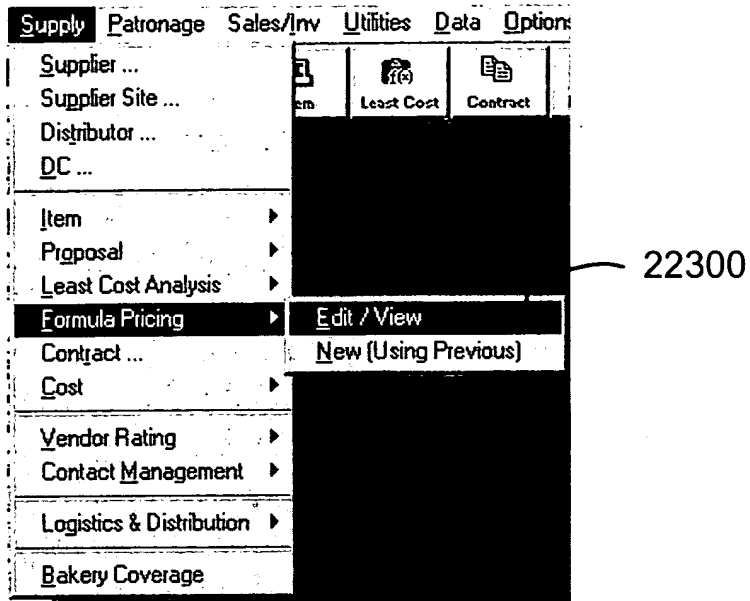 Supply Patronage Sales/Inv Utilities Data Options
Supplier ...
Supplier Site ...
Distributor ...
DC ...
em Least Cost Contract
Item
Proposal
Least Cost Analysis
22300
Formula Pricing Edit / View
Contract ... New (Using Previous)
Cost
Vendor Rating
Contact Management
Logistics & Distribution
Bakery Coverage